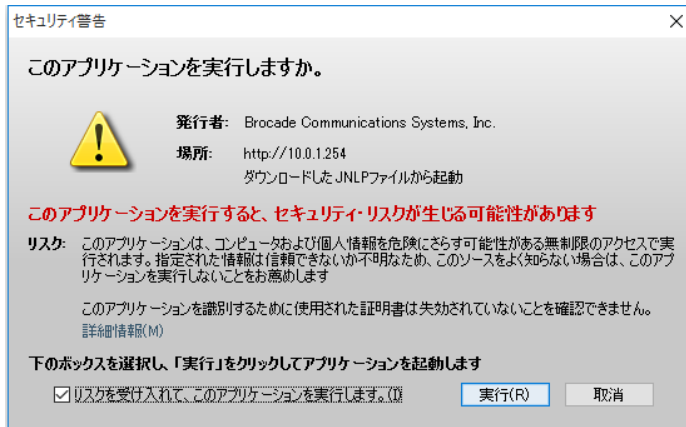 セキュリティ警告
このアプリケーションを実行しますか。
発行者: Brocade Communications Systems, Inc.
場所: http://10.0.1.254
ダウンロードしたJNLPファイルから起動
このアプリケーションを実行すると、セキュリティ・リスクが生じる可能性があります
リスク: このアプリケーションは、コンピュータおよび個人情報を危険にさらす可能性がある無制限のアクセスで実
行されます。指定された情報は信頼できないか不明なため、このソースをよく知らない場合は、このアプ
リケーションを実行しないことをお薦めします
このアプリケーションを識別するために使用された証明書は失効されていないことを確認できません。
詳細情報(M)
下のボックスを選択し、「実行」をクリックしてアプリケーションを起動します
リスクを受け入れて、このアプリケーションを実行します。(I)
実行(R) 取消